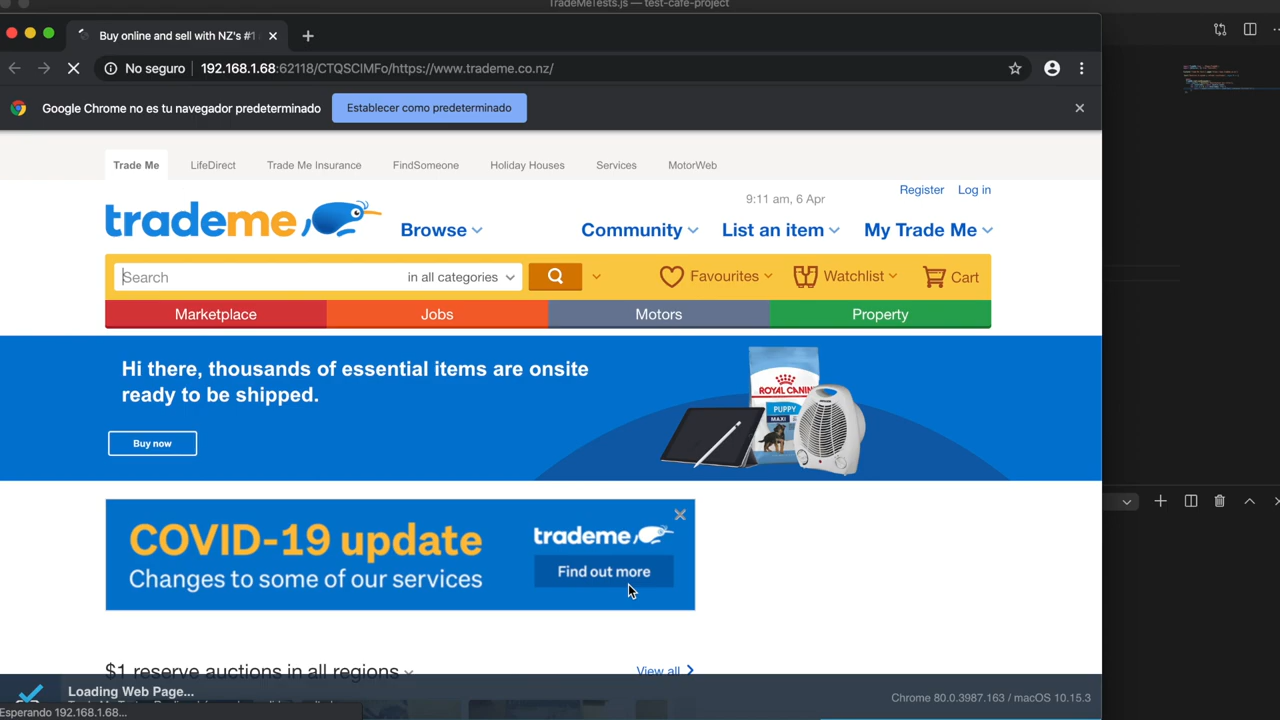 TradeMeTests.js — test-cafe-project
Buy online and sell with NZ's #1
No seguro 192.168.1.68:62118/CTQSCIMFo/https://www.trademe.co.nz/
Google Chrome no es tu navegador predeterminado Establecer como predeterminado
Trade Me LifeDirect Trade Me Insurance FindSomeone Holiday Houses Services MotorWeb
Register Log in
9:11 am, 6 Apr
trademe Browse Community List an item My Trade Me
Search in all categories Favourites Watchlist Cart
Marketplace Jobs Motors Property
Hi there, thousands of essential items are onsite
ready to be shipped.
ROYAL CANIN
PUPPY
MAXI
Buy now
COVID-19 update trademe
Changes to some of our services Find out more
$1 reserve auctions in all regions View all
Loading Web Page...
Chrome 80.0.3987.163 / macOS 10.15.3
Esperando 192.168.1.68...